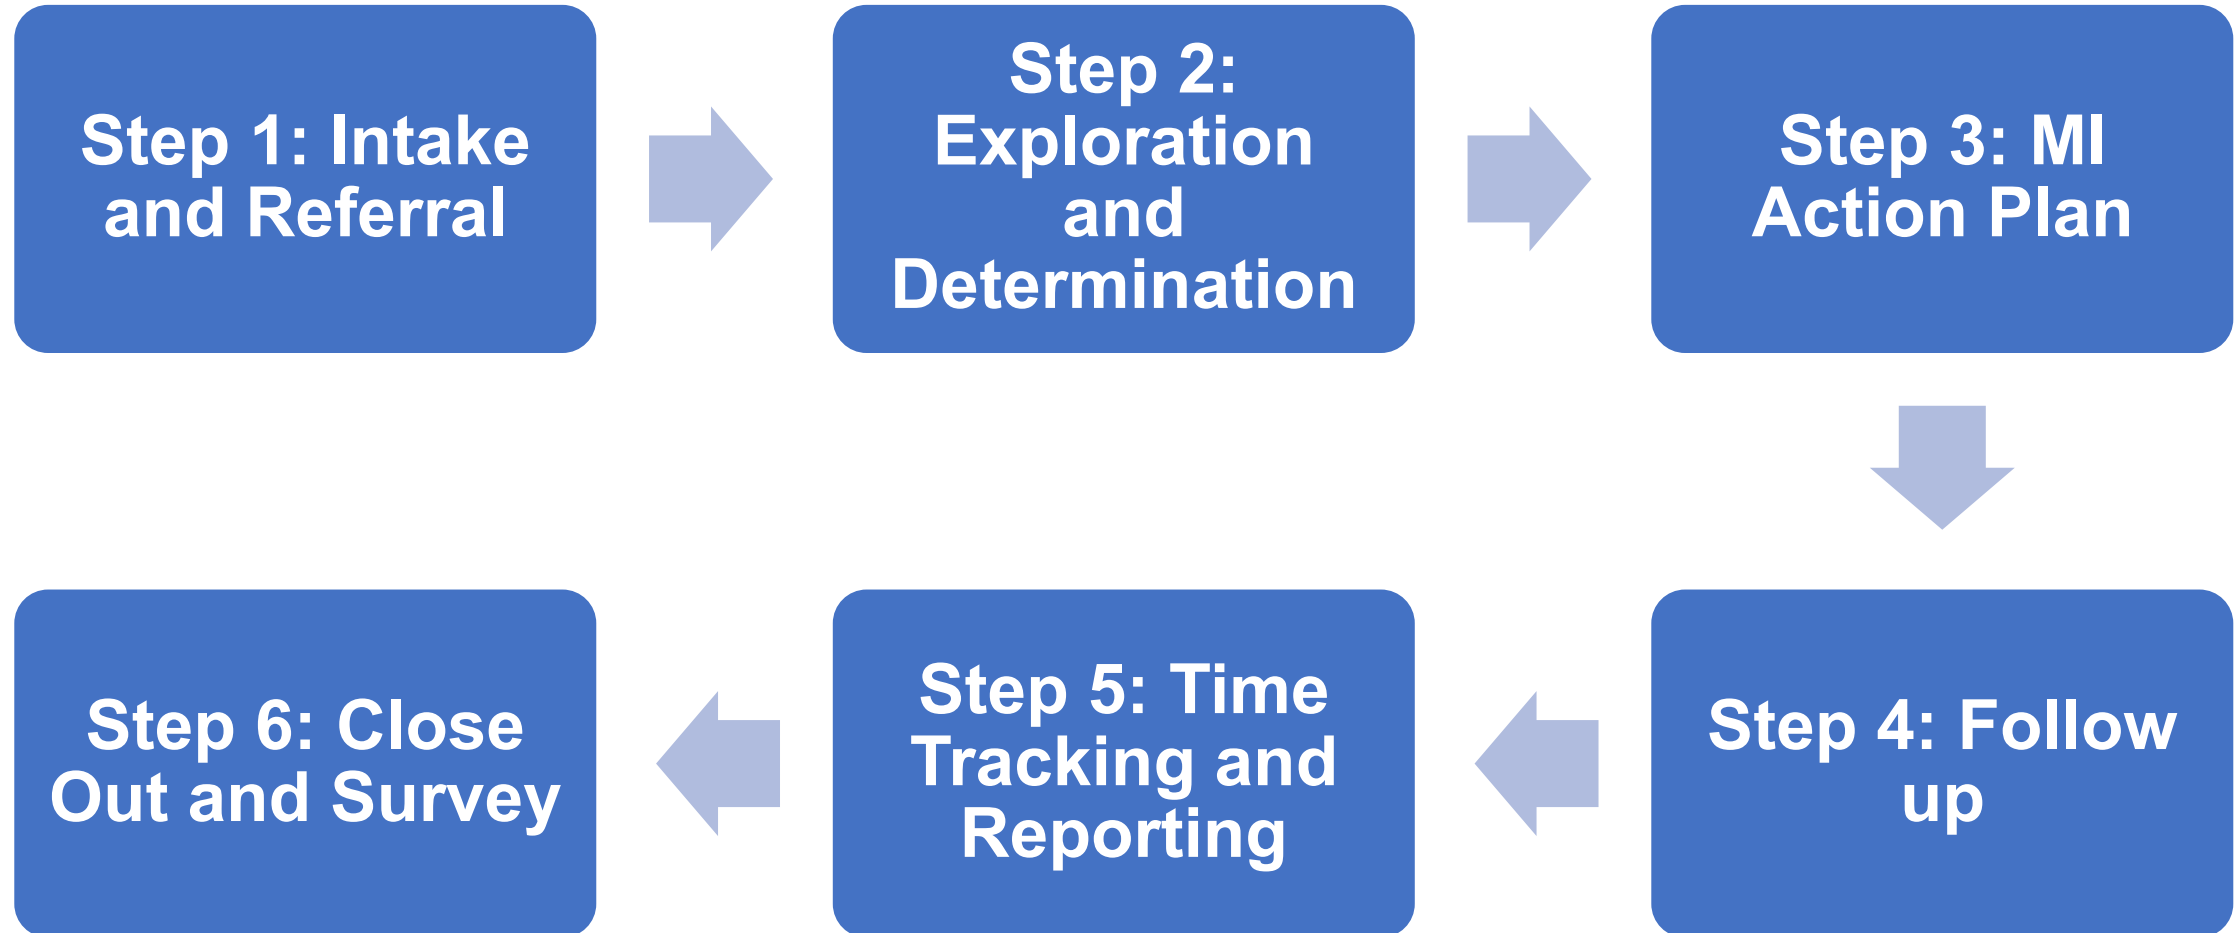 Step 1: Intake
and Referral
Step 2:
Exploration
and
Determination
Step 3: MI
Action Plan
Step 4: Follow
up
Step 5: Time
Tracking and
Reporting
Step 6: Close
Out and Survey